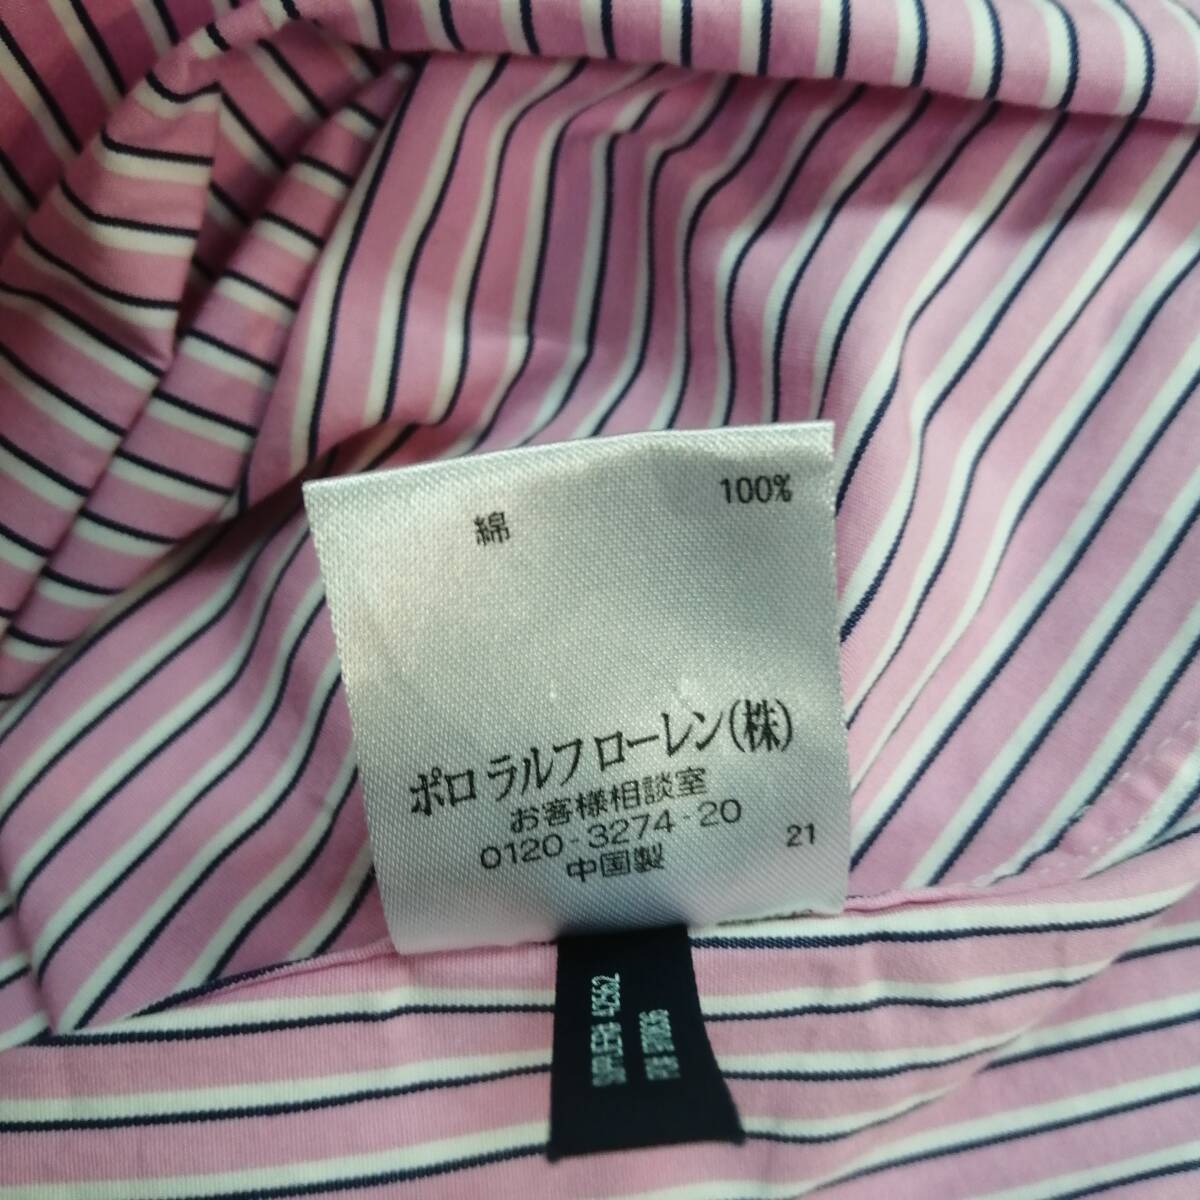 綿 100%
ポロ ラルフ ローレン(株)
お客様相談室
0120-3274-20
中国製 21